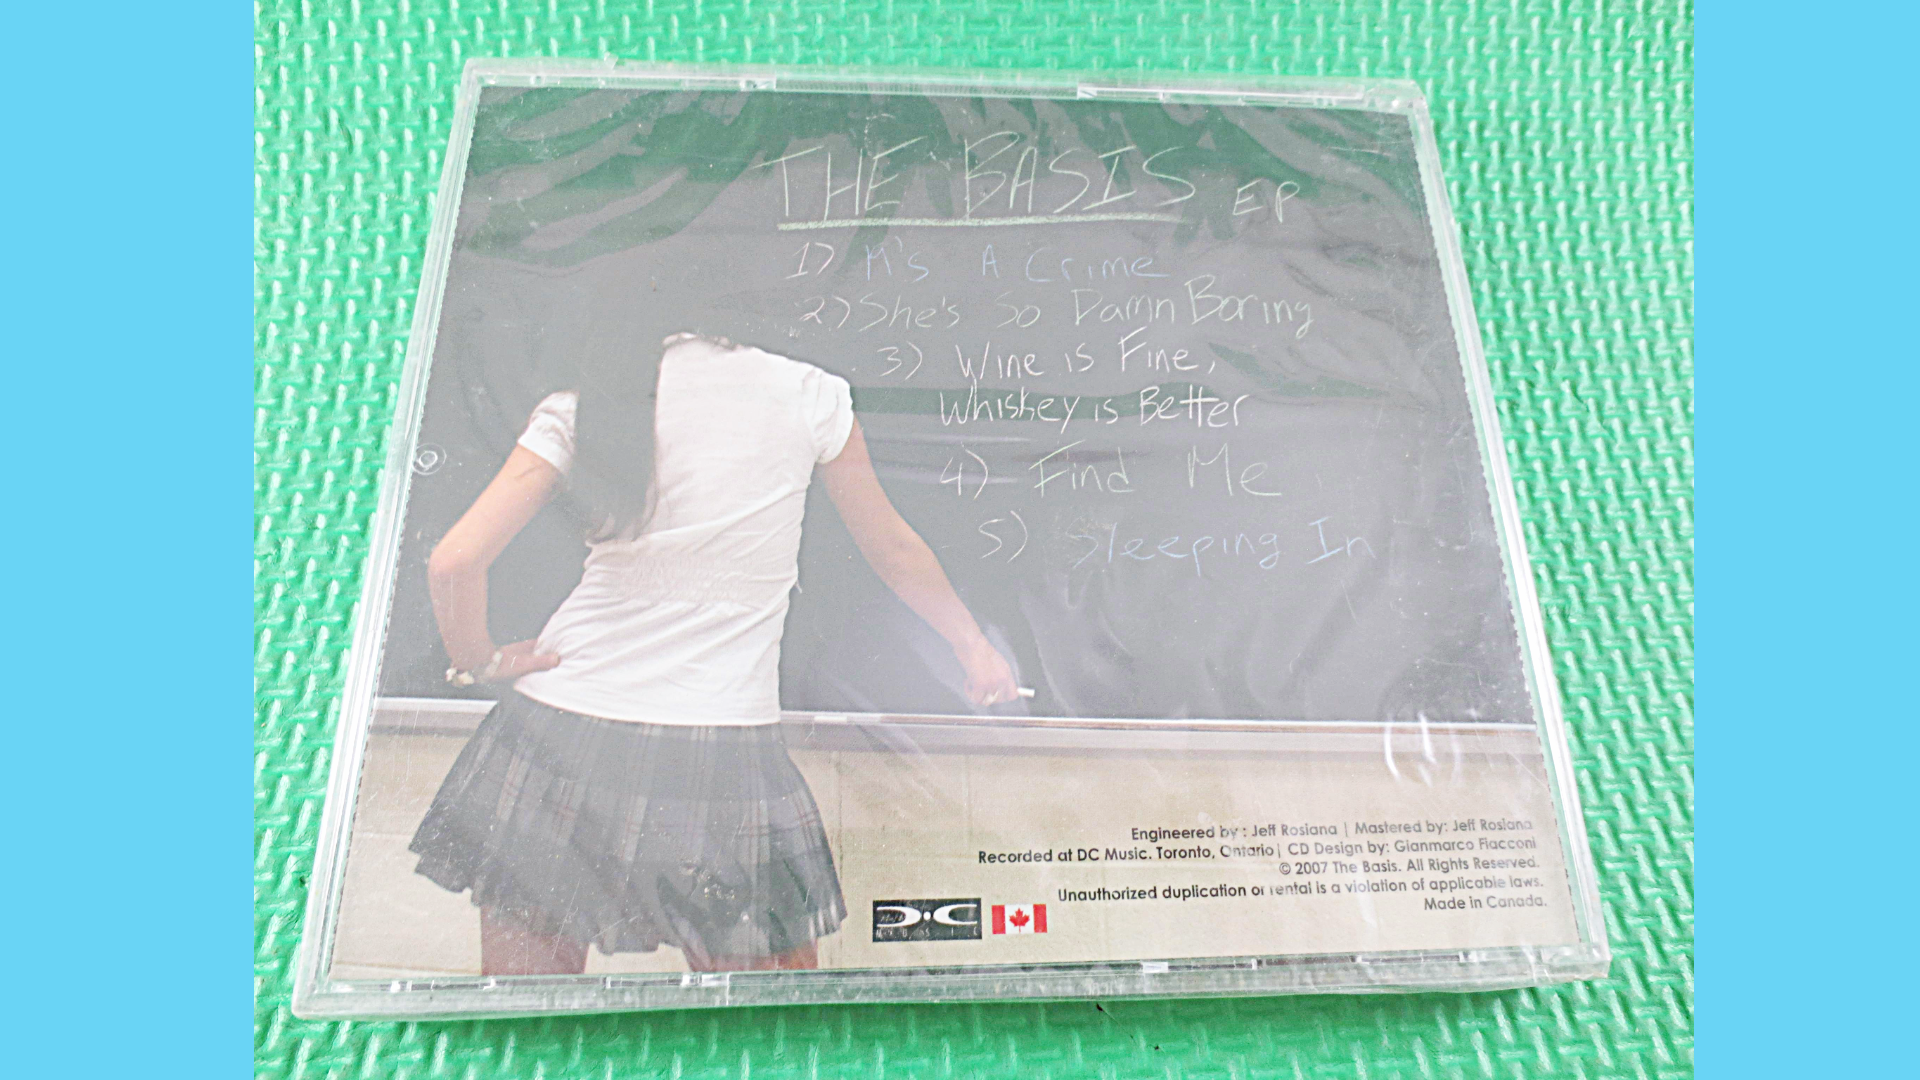 THE BASIS EP
1) It's A Crime
2) She's So Damn Boring
3) Wine is Fine,
Whiskey is Better
4) Find Me
5) Sleeping In
Engineered by : Jeff Rosiana | Mastered by: Jeff Rosiana
Recorded at DC Music. Toronto, Ontario | CD Design by: Gianmarco Fiacconi
© 2007 The Basis. All Rights Reserved.
Unauthorized duplication or rental is a violation of applicable laws.
Made in Canada.